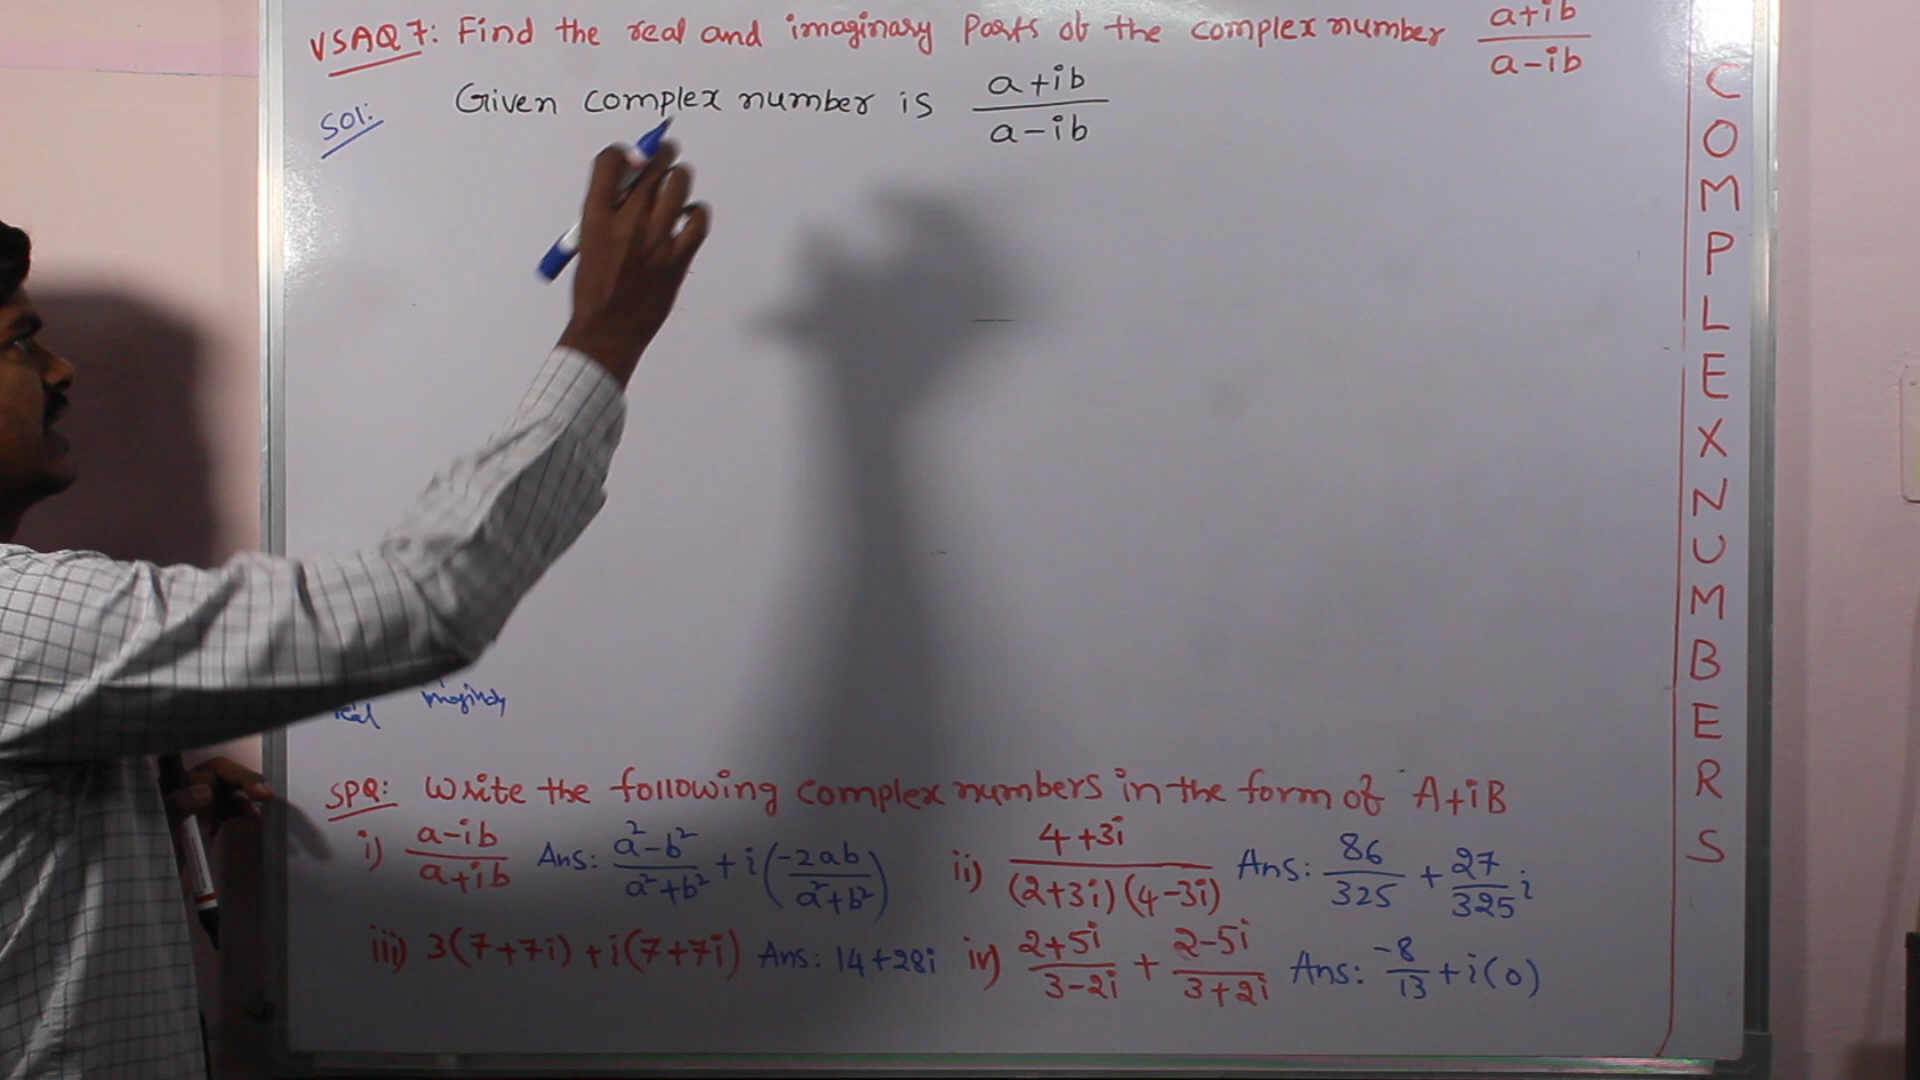 VSAQ 7: Find the real and imaginary Parts of the complex number a+ib / a-ib
Sol: Given complex number is a+ib / a-ib
real imaginary
SPQ: Write the following complex numbers in the form of A+iB
i) a-ib / a+ib Ans: a²-b² / a²+b² + i(-2ab / a²+b²) ii) 4+3i / (2+3i)(4-3i) Ans: 86/325 + 27/325 i
iii) 3(7+7i)+i(7+7i) Ans: 14+28i iv) 2+5i / 3-2i + 2-5i / 3+2i Ans: -8/13 + i(0)
COMPLEX NUMBERS